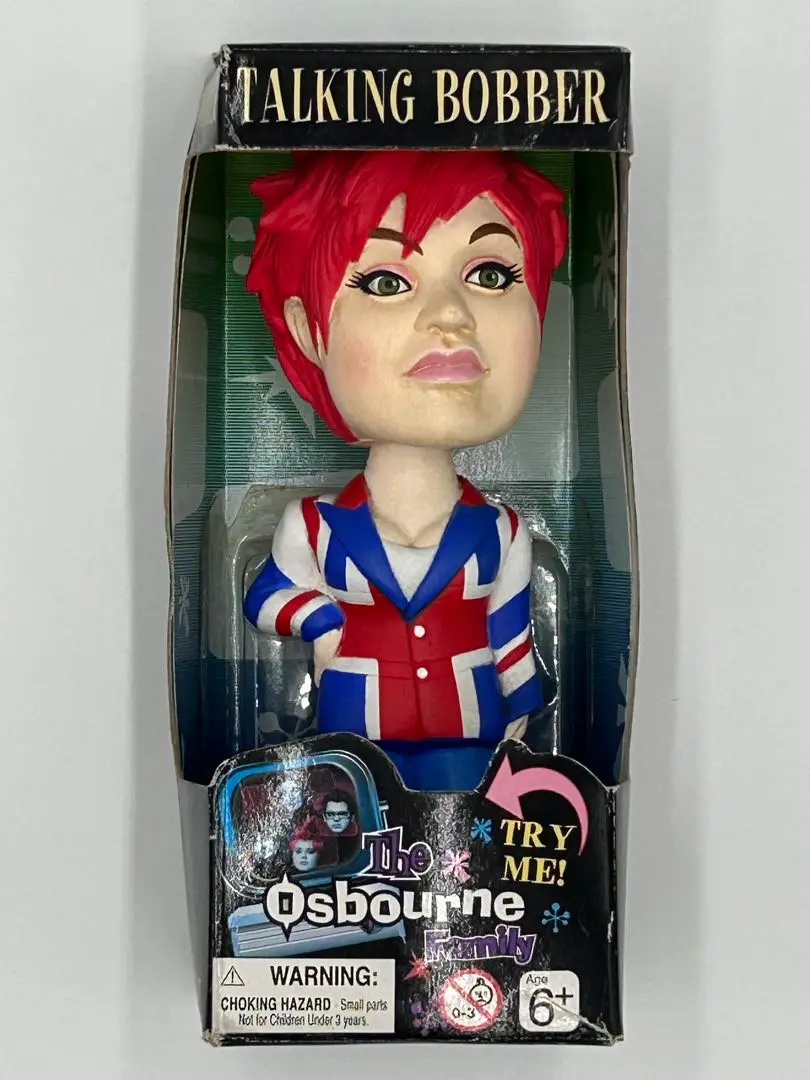 TALKING BOBBER
TRY
ME!
The
Osbourne
Family
WARNING:
CHOKING HAZARD Small parts
Not for Children Under 3 years.
0-3
Age
6+